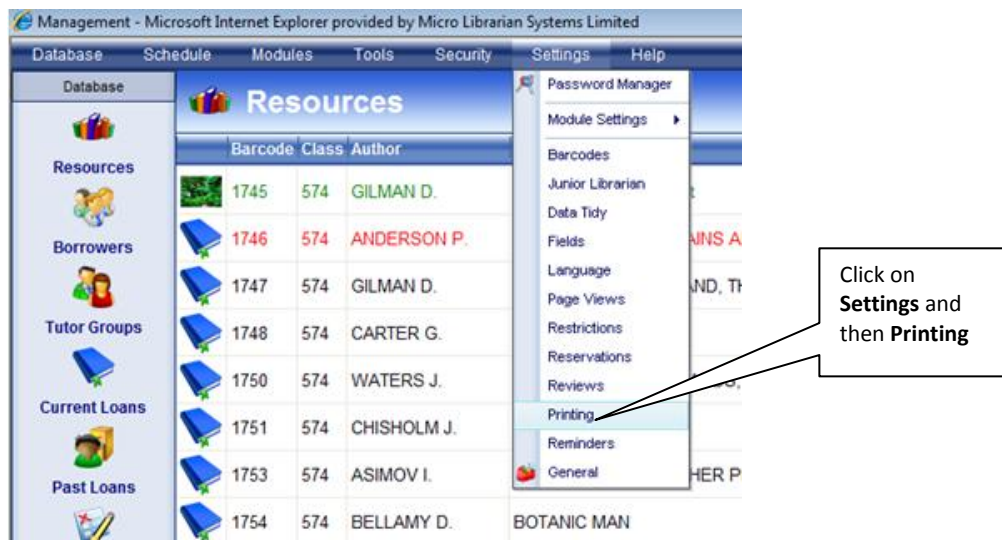 Management - Microsoft Internet Explorer provided by Micro Librarian Systems Limited
Database Schedule Modules Tools Security Settings Help
Database
Resources
Borrowers
Tutor Groups
Current Loans
Past Loans
Resources
Barcode Class Author
1745 574 GILMAN D.
1746 574 ANDERSON P. AINS A
1747 574 GILMAN D. AND, TH
1748 574 CARTER G.
1750 574 WATERS J.
1751 574 CHISHOLM J.
1753 574 ASIMOV I. HER P
1754 574 BELLAMY D. BOTANIC MAN
Password Manager
Module Settings
Barcodes
Junior Librarian
Data Tidy
Fields
Language
Page Views
Restrictions
Reservations
Reviews
Printing
Reminders
General
Click on
Settings and
then Printing